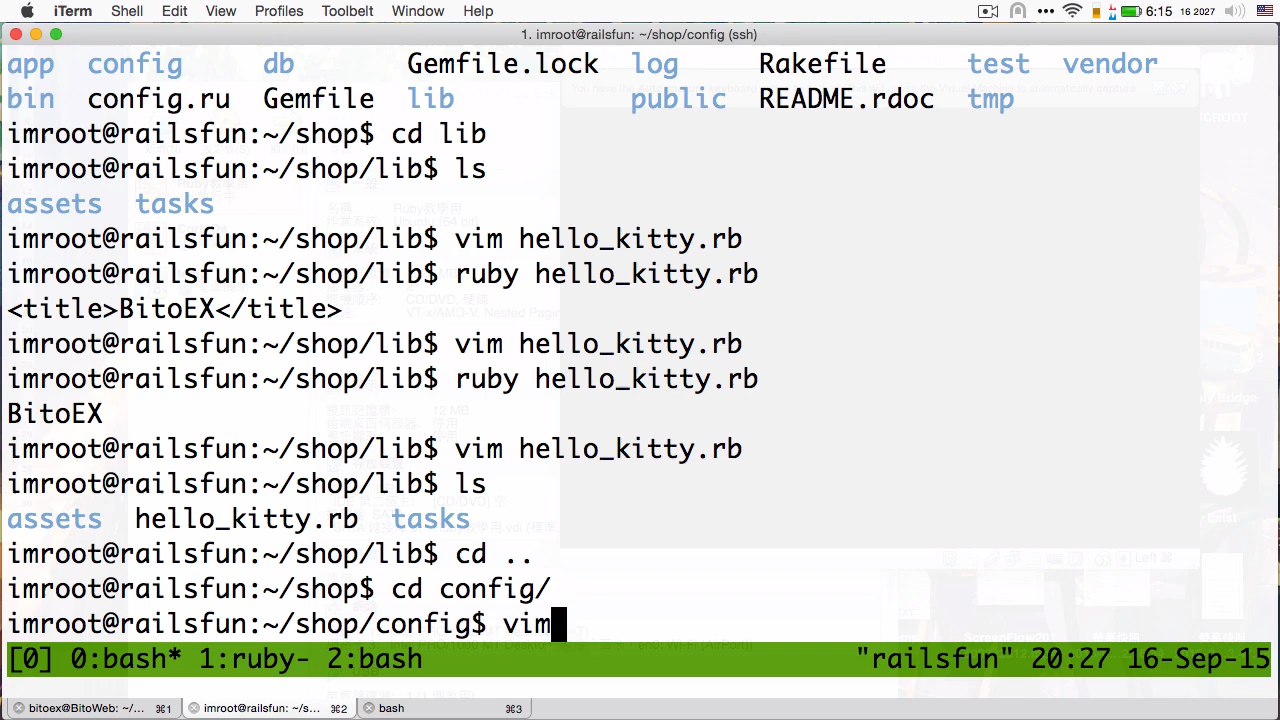 iTerm Shell Edit View Profiles Toolbelt Window Help 6:15 16 2027
1. imroot@railsfun: ~/shop/config (ssh)
app config db Gemfile.lock log Rakefile test vendor
bin config.ru Gemfile lib public README.rdoc tmp
imroot@railsfun:~/shop$ cd lib
imroot@railsfun:~/shop/lib$ ls
assets tasks
imroot@railsfun:~/shop/lib$ vim hello_kitty.rb
imroot@railsfun:~/shop/lib$ ruby hello_kitty.rb
<title>BitoEX</title>
imroot@railsfun:~/shop/lib$ vim hello_kitty.rb
imroot@railsfun:~/shop/lib$ ruby hello_kitty.rb
BitoEX
imroot@railsfun:~/shop/lib$ vim hello_kitty.rb
imroot@railsfun:~/shop/lib$ ls
assets hello_kitty.rb tasks
imroot@railsfun:~/shop/lib$ cd ..
imroot@railsfun:~/shop$ cd config/
imroot@railsfun:~/shop/config$ vim
[0] 0:bash* 1:ruby- 2:bash "railsfun" 20:27 16-Sep-15
bitoex@BitoWeb: ~/... ⌘1 imroot@railsfun: ~/s... ⌘2 bash ⌘3